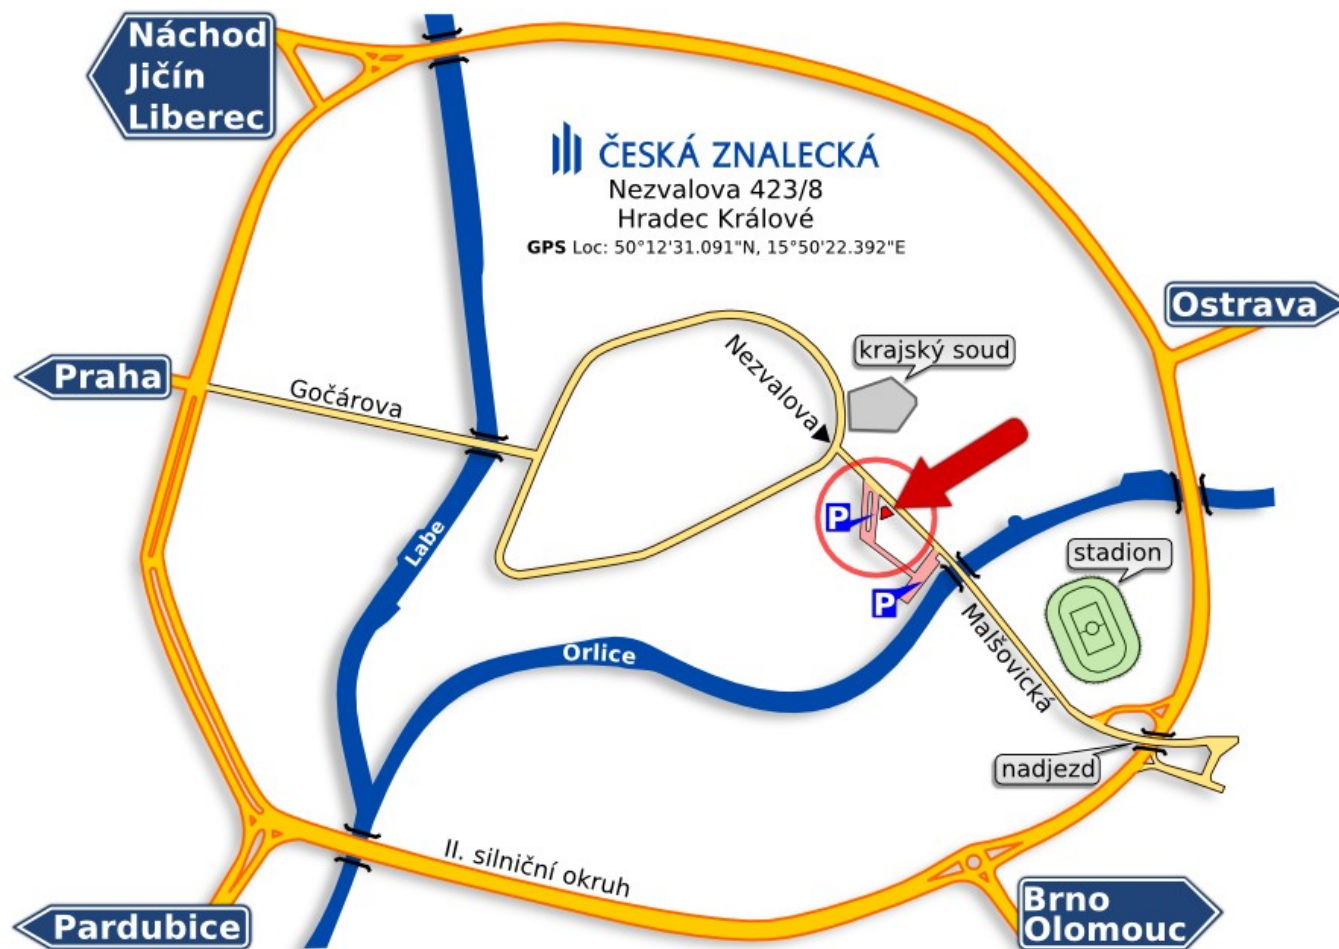 Náchod
Jičín
Liberec
ČESKÁ ZNALECKÁ
Nezvalova 423/8
Hradec Králové
GPS Loc: 50°12'31.091"N, 15°50'22.392"E
Ostrava
Praha
Gočárova
Nezvalova
krajský soud
P
Labe
stadion
P
Orlice
Malšovická
nadjezd
II. silniční okruh
Pardubice
Brno
Olomouc